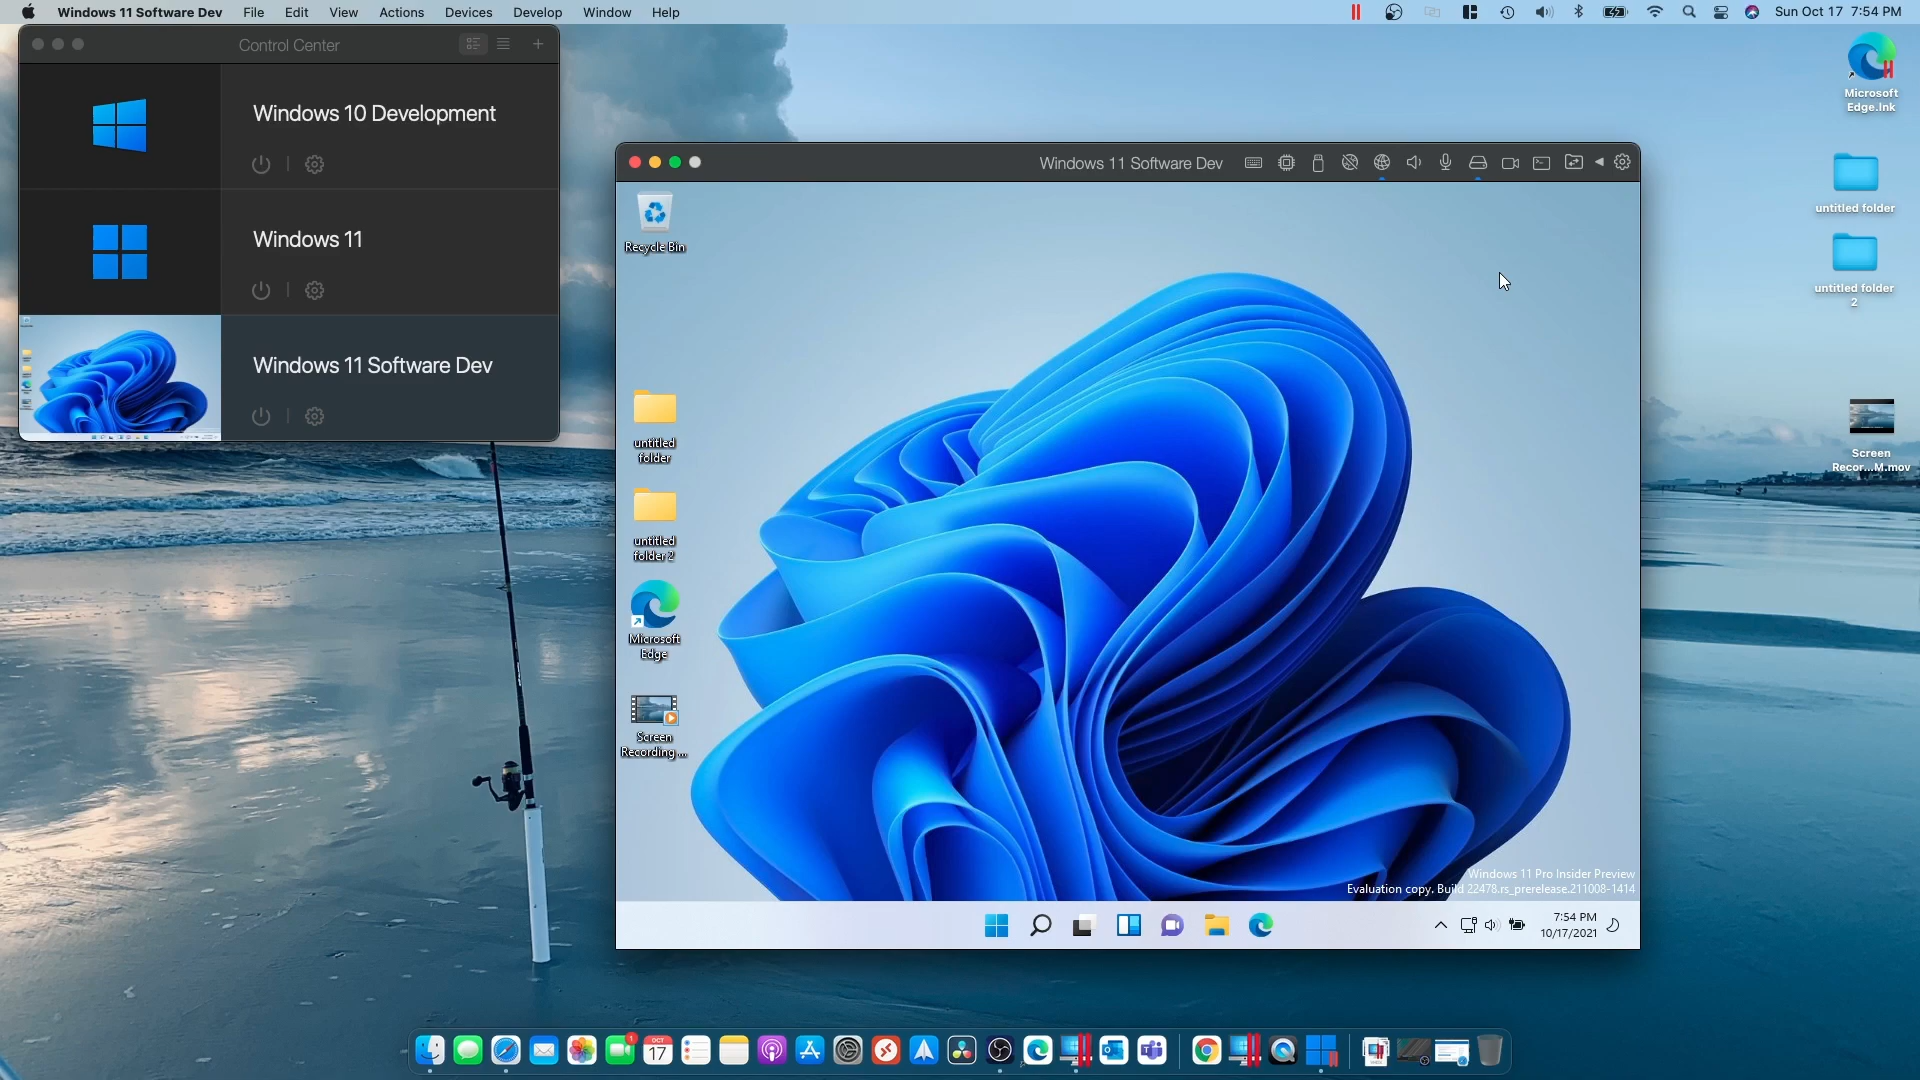 Windows 11 Software Dev File Edit View Actions Devices Develop Window Help
Sun Oct 17 7:54 PM
Control Center
Windows 10 Development
Windows 11
Windows 11 Software Dev
Windows 11 Software Dev
Recycle Bin
untitled
folder
untitled
folder 2
Microsoft
Edge
Screen
Recording ...
Windows 11 Pro Insider Preview
Evaluation copy. Build 22478.rs_prerelease.211008-1414
7:54 PM
10/17/2021
Microsoft
Edge.lnk
untitled folder
untitled folder
2
Screen
Recor...M.mov
1
OCT
17